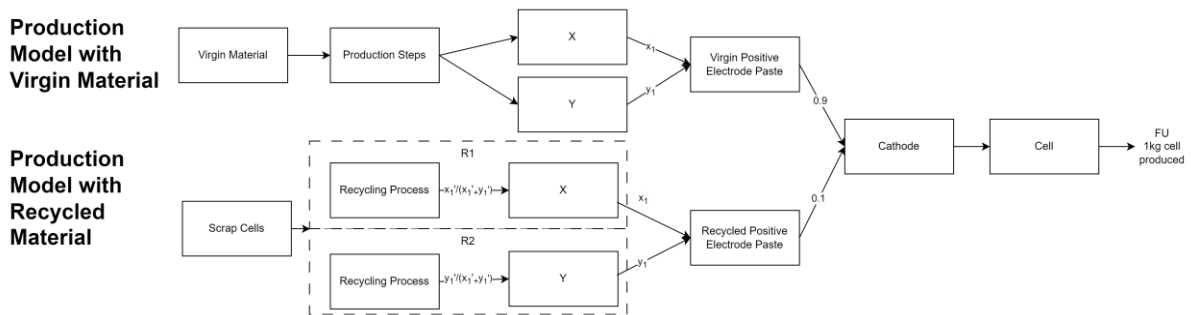 Production
Model with
Virgin Material
Virgin Material
Production Steps
X
Y
x₁
y₁
Virgin Positive
Electrode Paste
0.9
Cathode
Cell
FU
1kg cell
produced
Production
Model with
Recycled
Material
Scrap Cells
R1
Recycling Process
x₁'/(x₁'+y₁')
X
x₁
R2
Recycling Process
y₁'/(x₁'+y₁')
Y
y₁
Recycled Positive
Electrode Paste
0.1